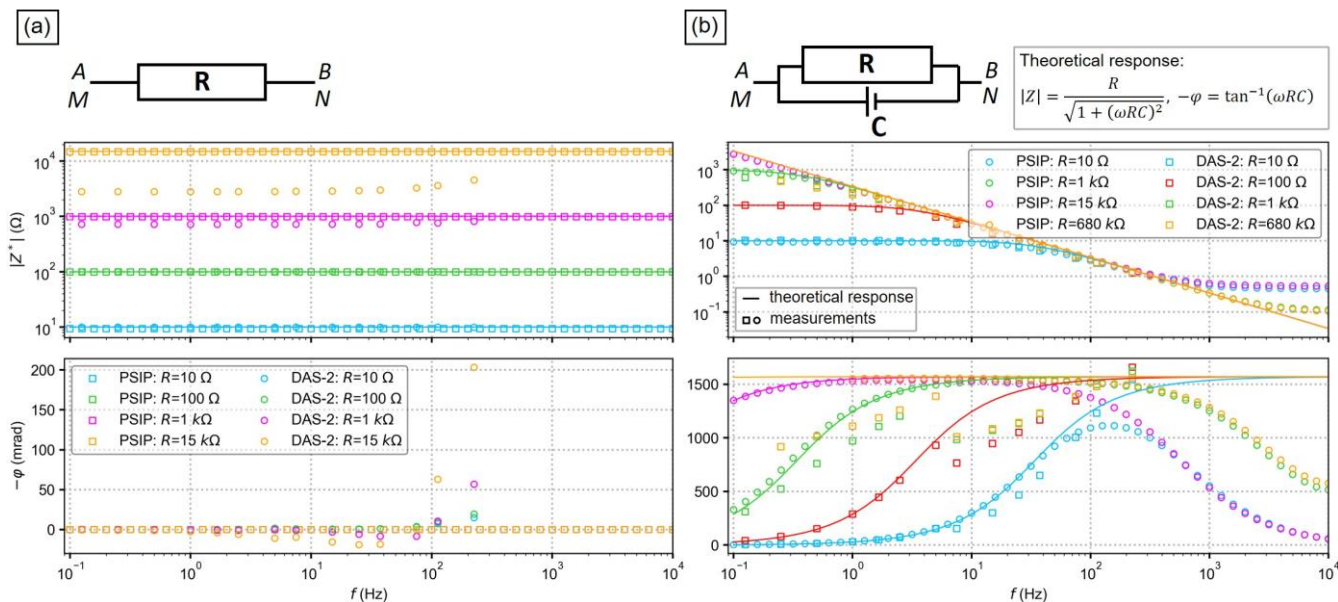 (a)
A
M
R
B
N
|Z*| (Ω)
10⁴
10³
10²
10¹
−φ (mrad)
200
150
100
50
0
PSIP: R=10 Ω
PSIP: R=100 Ω
PSIP: R=1 kΩ
PSIP: R=15 kΩ
DAS-2: R=10 Ω
DAS-2: R=100 Ω
DAS-2: R=1 kΩ
DAS-2: R=15 kΩ
10⁻¹ 10⁰ 10¹ 10² 10³ 10⁴
f (Hz)
(b)
A
M
R
C
B
N
Theoretical response:
|Z| = R / √(1 + (ωRC)²), −φ = tan⁻¹(ωRC)
10³
10²
10¹
10⁰
10⁻¹
PSIP: R=10 Ω
PSIP: R=1 kΩ
PSIP: R=15 kΩ
PSIP: R=680 kΩ
DAS-2: R=10 Ω
DAS-2: R=100 Ω
DAS-2: R=1 kΩ
DAS-2: R=680 kΩ
theoretical response
measurements
1500
1000
500
0
10⁻¹ 10⁰ 10¹ 10² 10³ 10⁴
f (Hz)